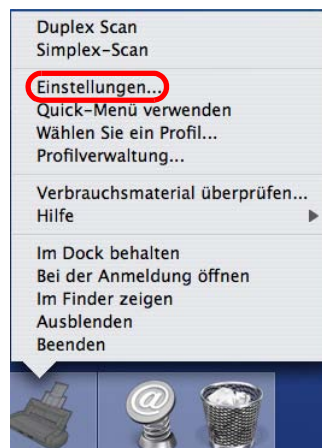 Duplex Scan
Simplex-Scan
Einstellungen...
Quick-Menü verwenden
Wählen Sie ein Profil...
Profilverwaltung...
Verbrauchsmaterial überprüfen...
Hilfe
Im Dock behalten
Bei der Anmeldung öffnen
Im Finder zeigen
Ausblenden
Beenden
@